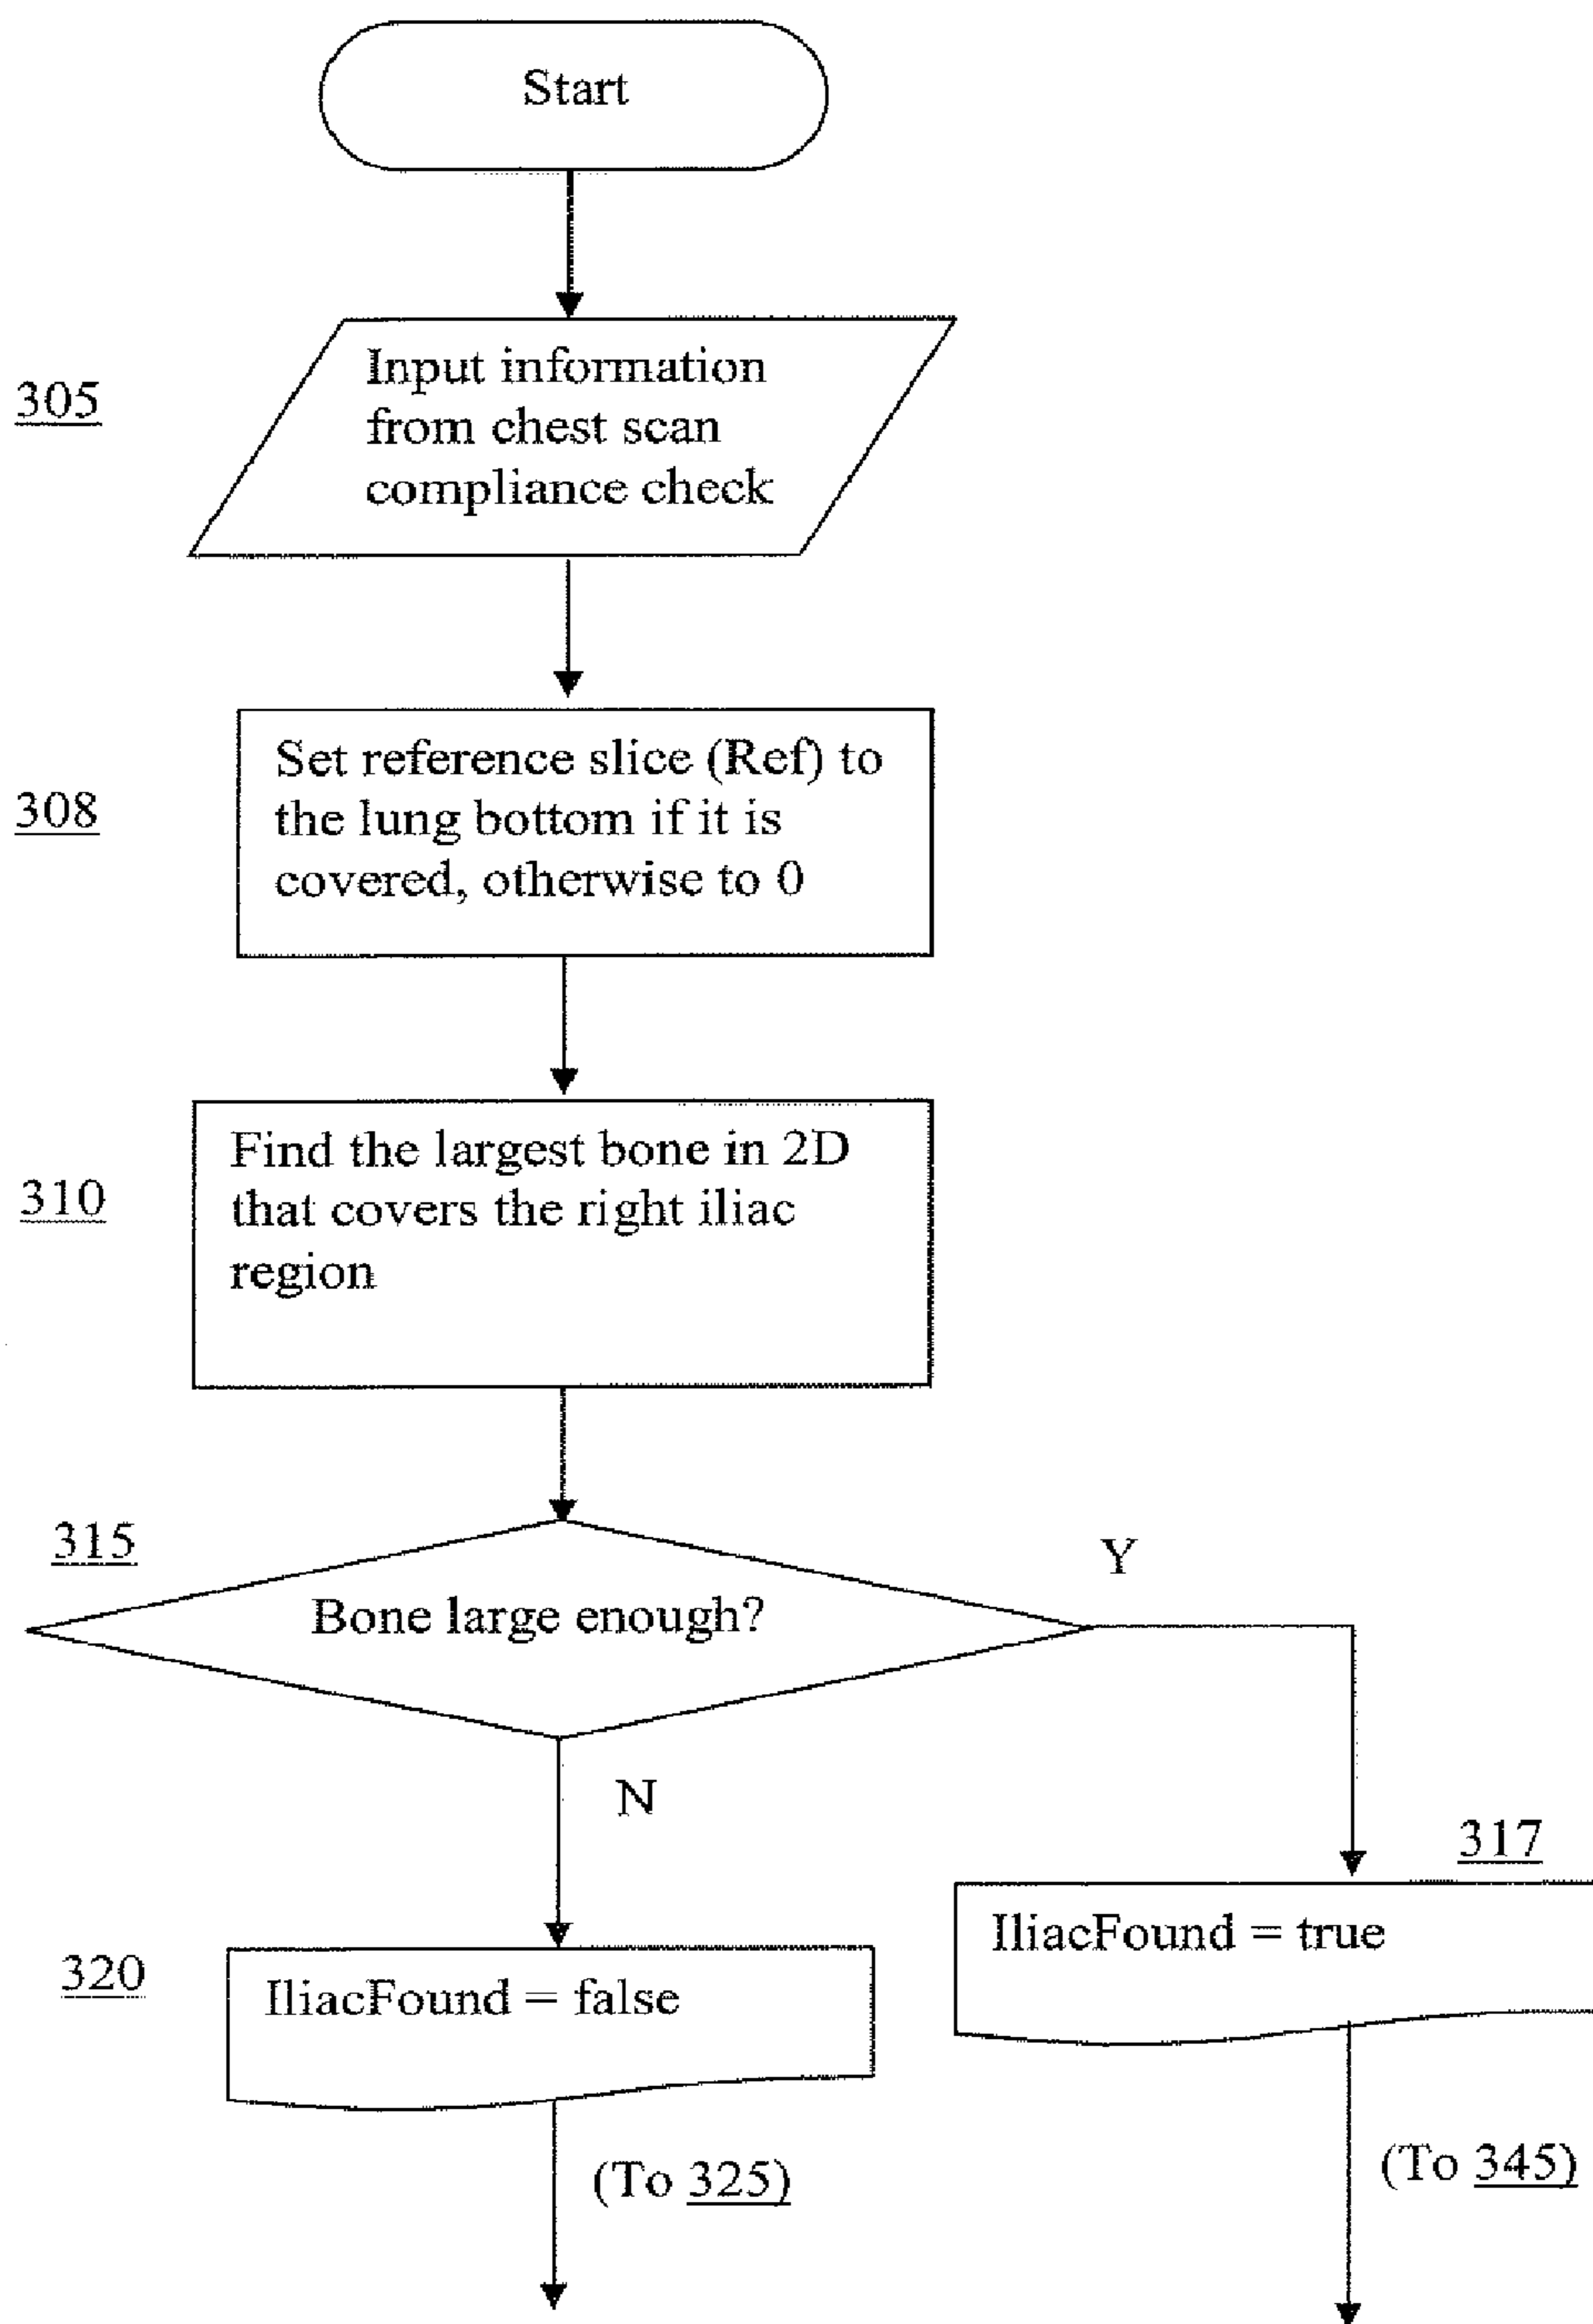 Start
305
Input information
from chest scan
compliance check
308
Set reference slice (Ref) to
the lung bottom if it is
covered, otherwise to 0
310
Find the largest bone in 2D
that covers the right iliac
region
315
Bone large enough?
Y
N
317
IliacFound = true
320
IliacFound = false
(To 325)
(To 345)